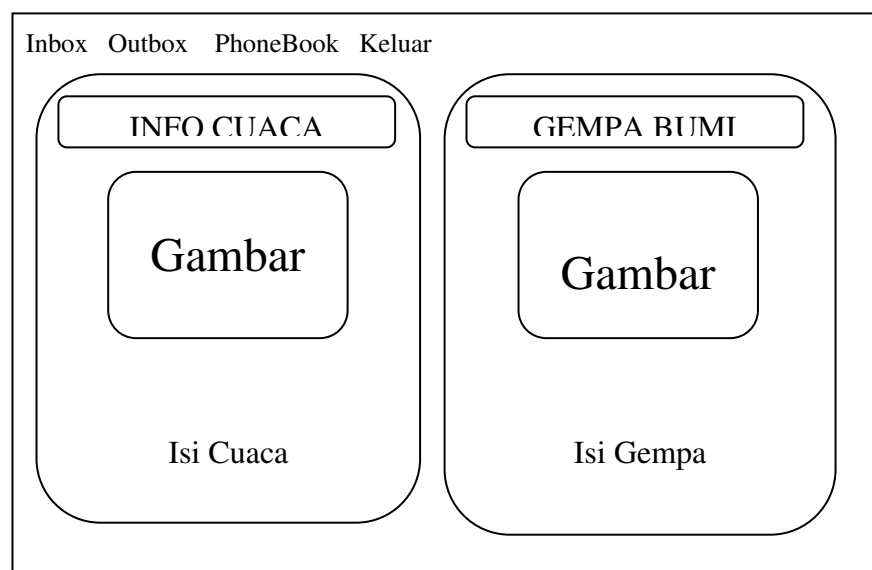 Inbox Outbox PhoneBook Keluar
INFO CUACA
GEMPA BUMI
Gambar
Gambar
Isi Cuaca
Isi Gempa